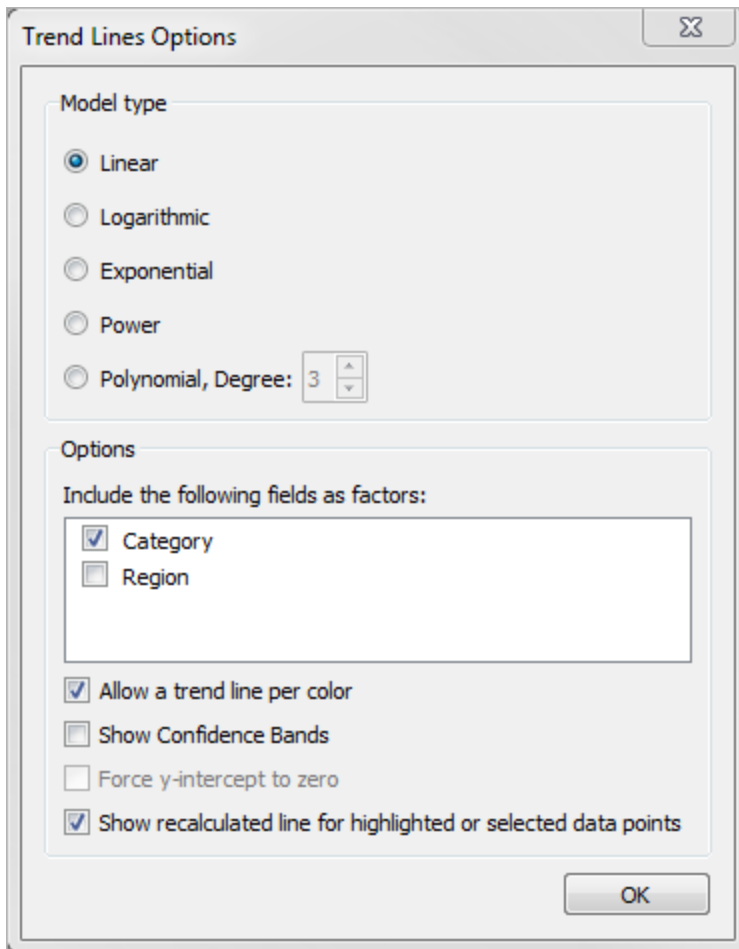 Trend Lines Options
Model type
Linear
Logarithmic
Exponential
Power
Polynomial, Degree: 3
Options
Include the following fields as factors:
Category
Region
Allow a trend line per color
Show Confidence Bands
Force y-intercept to zero
Show recalculated line for highlighted or selected data points
OK